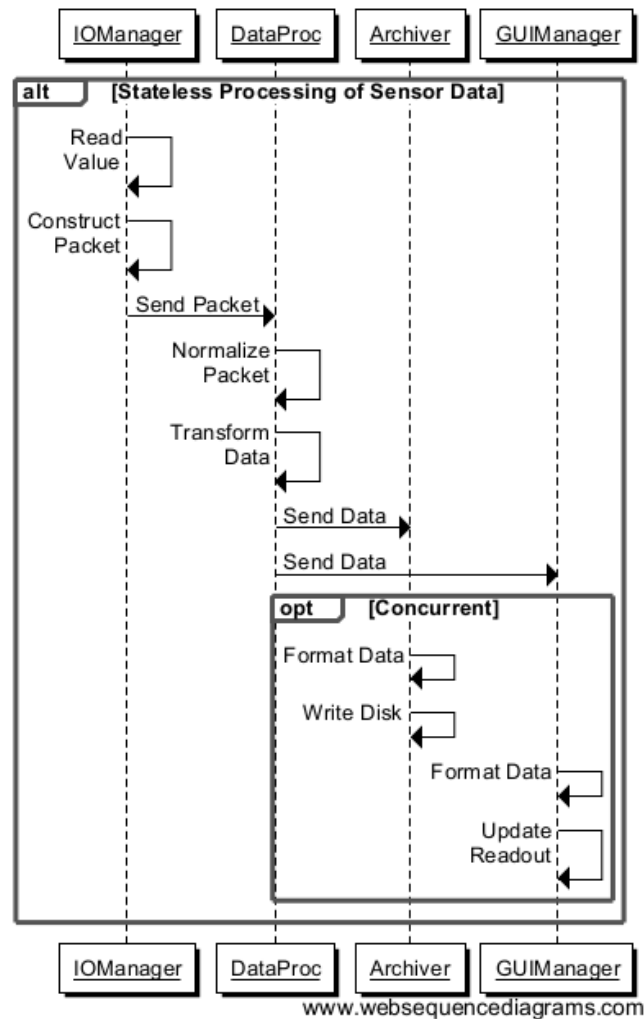 IOManager DataProc Archiver GUIManager
alt [Stateless Processing of Sensor Data]
Read
Value
Construct
Packet
Send Packet
Normalize
Packet
Transform
Data
Send Data
Send Data
opt [Concurrent]
Format Data
Write Disk
Format Data
Update
Readout
IOManager DataProc Archiver GUIManager
www.websequencediagrams.com